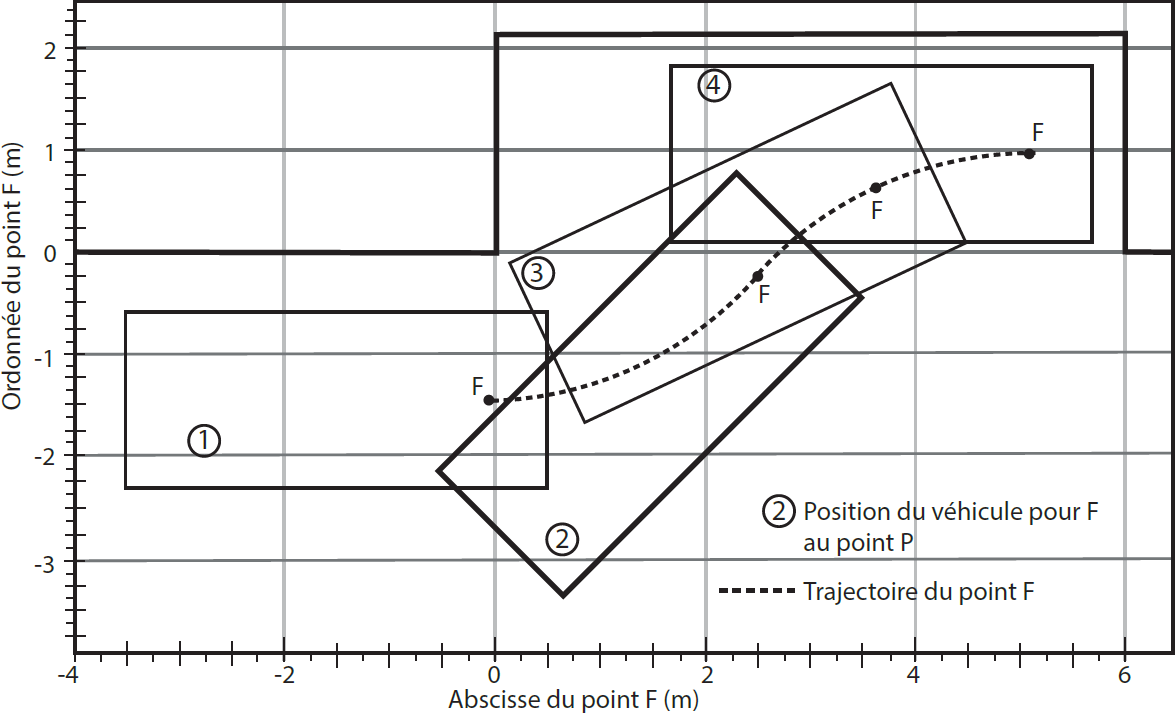 Ordonnée du point F (m)
2
1
0
-1
-2
-3
4
F
F
3
F
F
1
2
2 Position du véhicule pour F
au point P
Trajectoire du point F
-4 -2 0 2 4 6
Abscisse du point F (m)